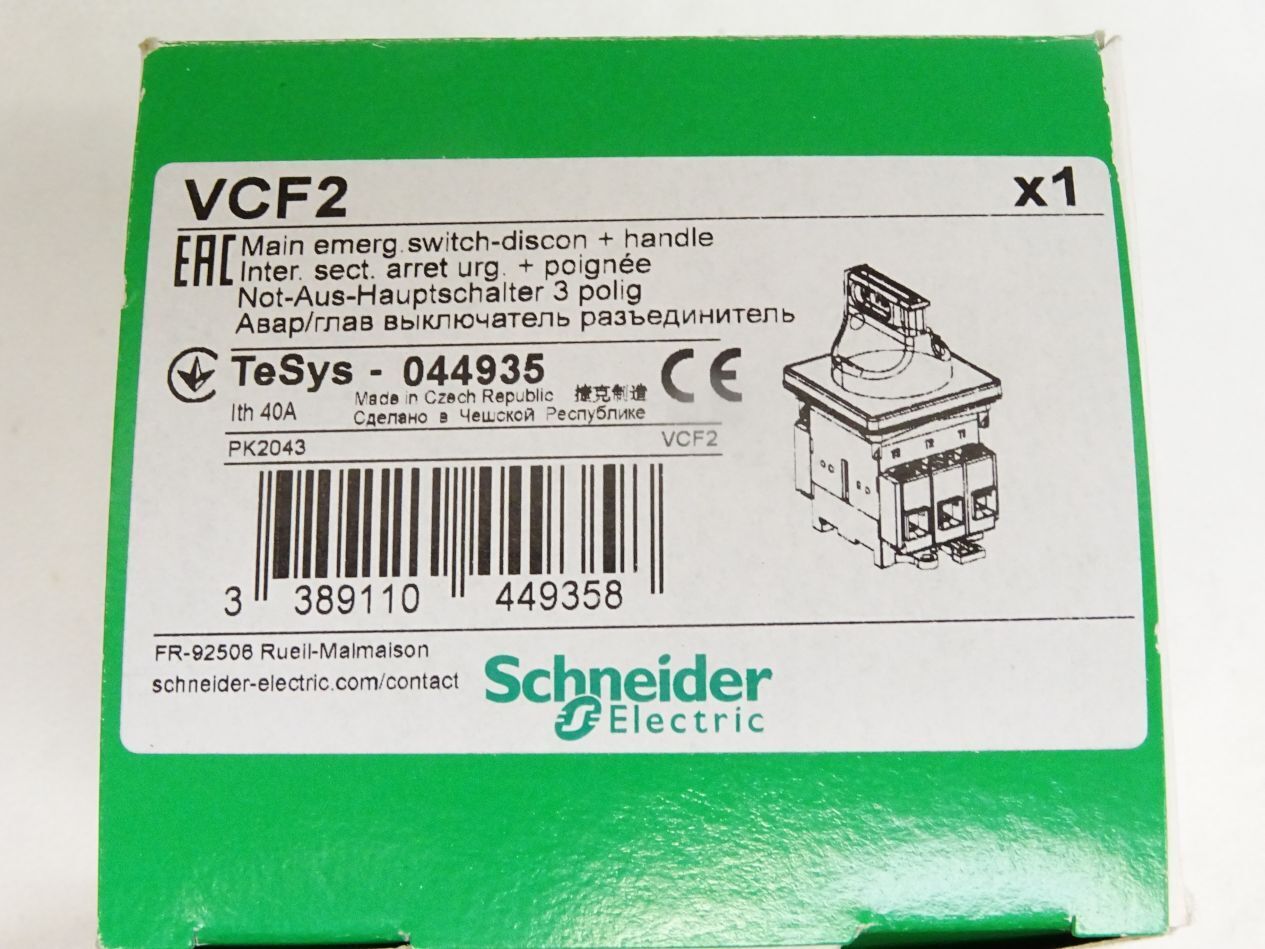 VCF2 x1
EAC Main emerg.switch-discon + handle
Inter. sect. arret urg. + poignée
Not-Aus-Hauptschalter 3 polig
Авар/глав выключатель разъединитель
TeSys - 044935 CE
Ith 40A Made in Czech Republic 捷克制造
Сделано в Чешской Республике
PK2043 VCF2
3 389110 449358
FR-92506 Rueil-Malmaison
schneider-electric.com/contact
Schneider
Electric